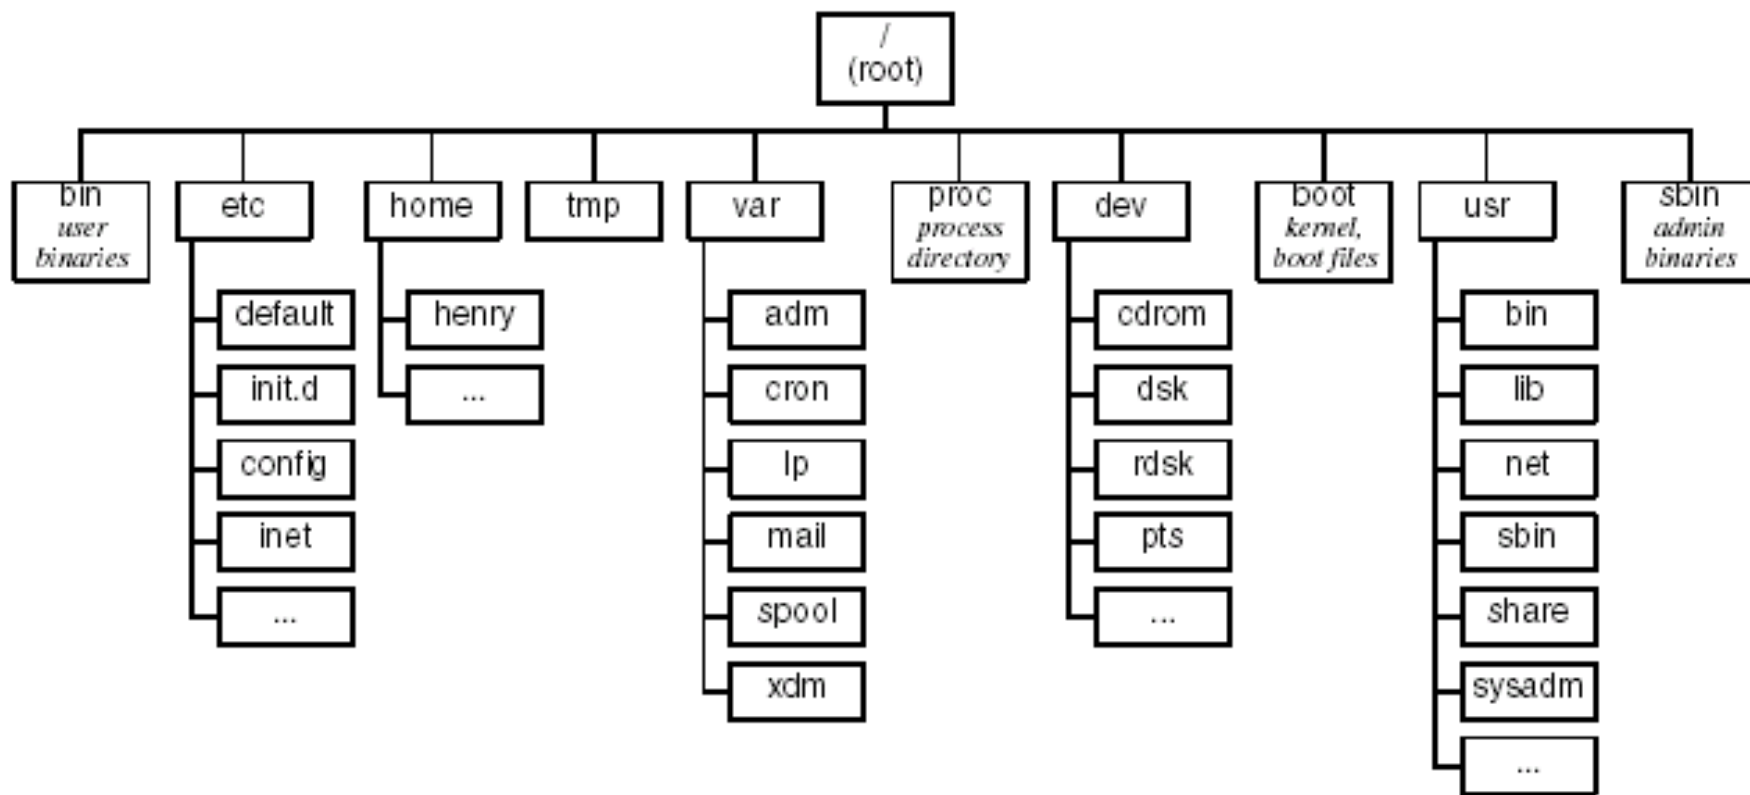 /
(root)
bin
user
binaries
etc
home
tmp
var
proc
process
directory
dev
boot
kernel,
boot files
usr
sbin
admin
binaries
default
init.d
config
inet
...
henry
...
adm
cron
lp
mail
spool
xdm
cdrom
dsk
rdsk
pts
...
bin
lib
net
sbin
share
sysadm
...